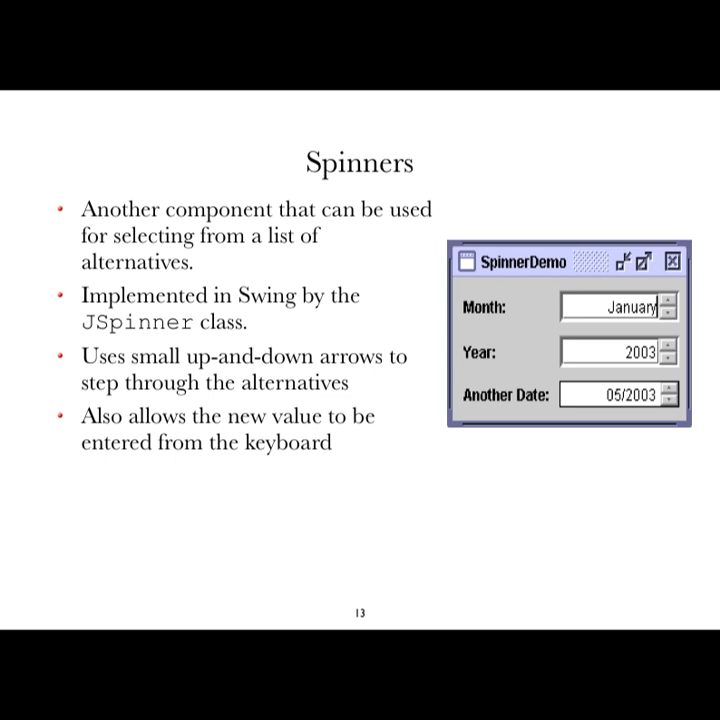 Spinners
• Another component that can be used
for selecting from a list of
alternatives.
• Implemented in Swing by the
JSpinner class.
• Uses small up-and-down arrows to
step through the alternatives
• Also allows the new value to be
entered from the keyboard
SpinnerDemo
Month: January
Year: 2003
Another Date: 05/2003
13